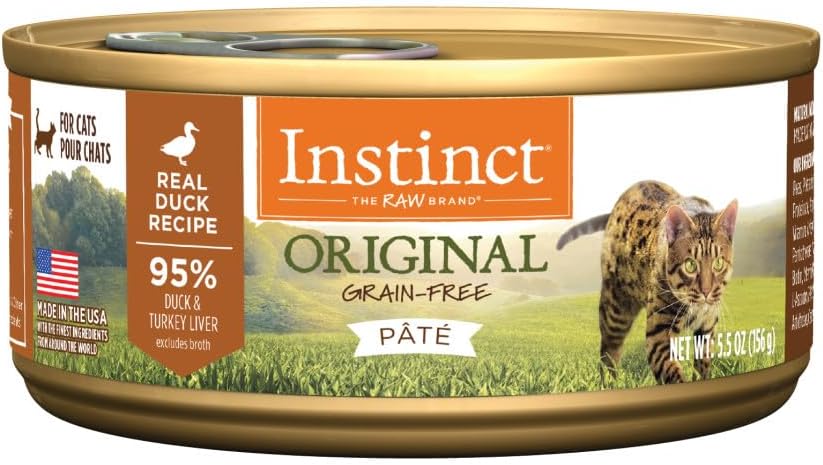 FOR CATS
POUR CHATS
REAL
DUCK
RECIPE
95%
DUCK &
TURKEY LIVER
excludes broth
MADE IN THE USA
WITH THE FINEST INGREDIENTS
FROM AROUND THE WORLD
Instinct®
THE RAW BRAND®
ORIGINAL
GRAIN-FREE
PÂTÉ
NET WT: 5.5 OZ (156 g)